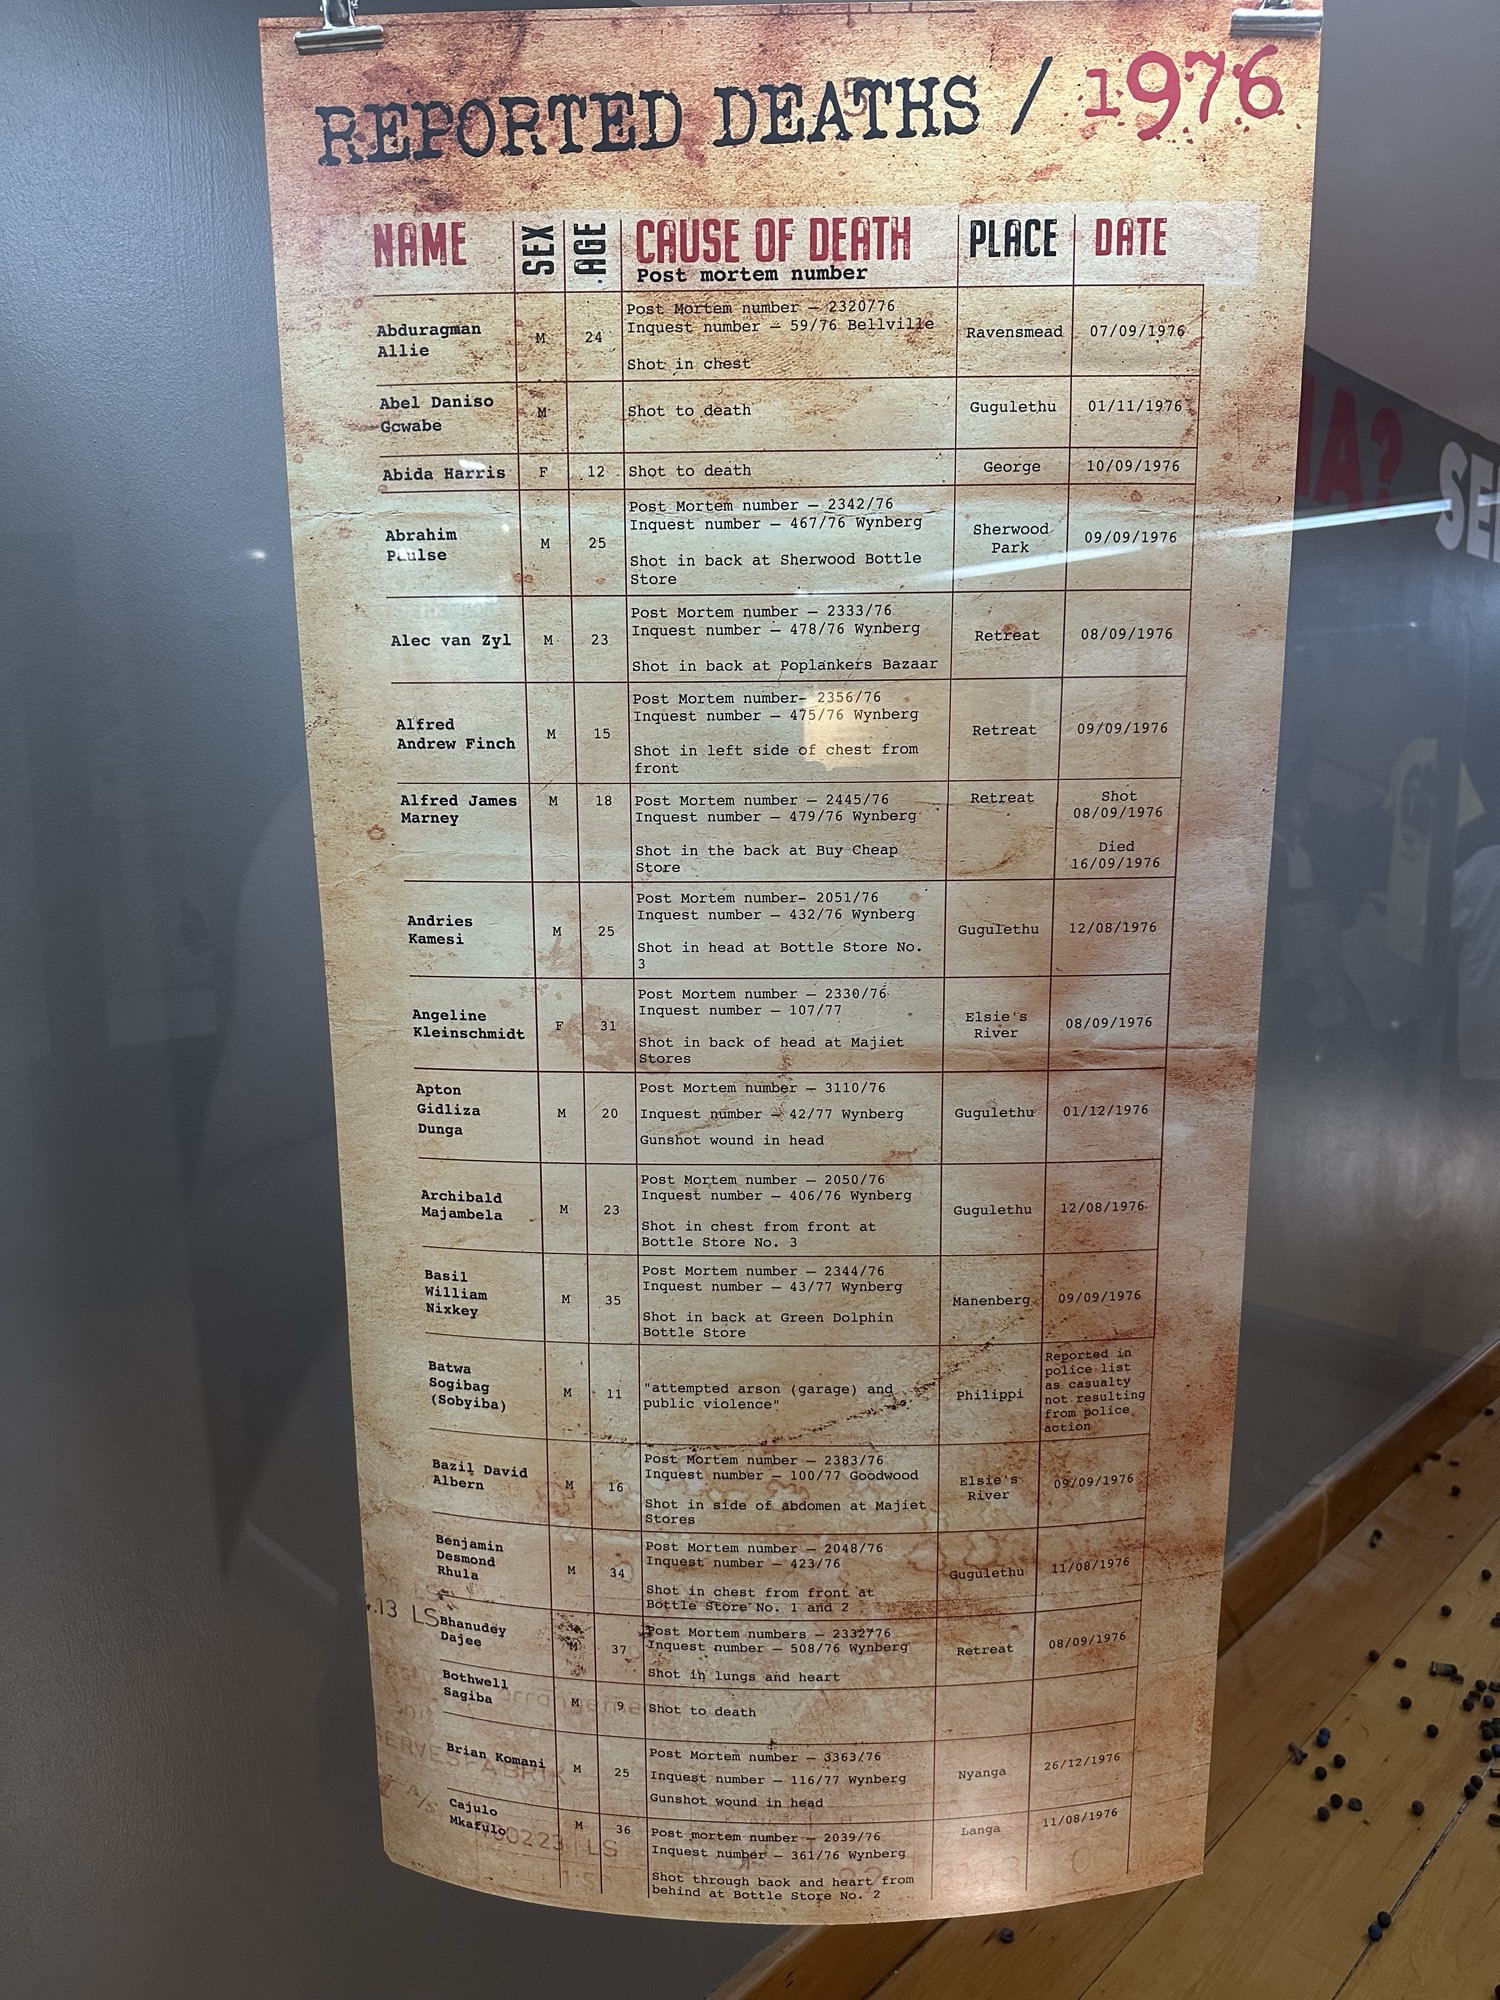 REPORTED DEATHS / 1976
NAME SEX AGE CAUSE OF DEATH PLACE DATE
Post mortem number
Abduragman
Allie
M
24
Post Mortem number — 2320/76
Inquest number — 59/76 Bellville
Shot in chest
Ravensmead
07/09/1976
Abel Daniso
Gcwabe
M
Shot to death
Gugulethu
01/11/1976
Abida Harris
F
12
Shot to death
George
10/09/1976
Abrahim
Paulse
M
25
Post Mortem number — 2342/76
Inquest number — 467/76 Wynberg
Shot in back at Sherwood Bottle
Store
Sherwood
Park
09/09/1976
Alec van Zyl
M
23
Post Mortem number — 2333/76
Inquest number — 478/76 Wynberg
Shot in back at Poplankers Bazaar
Retreat
08/09/1976
Alfred
Andrew Finch
M
15
Post Mortem number- 2356/76
Inquest number — 475/76 Wynberg
Shot in left side of chest from
front
Retreat
09/09/1976
Alfred James
Marney
M
18
Post Mortem number — 2445/76
Inquest number — 479/76 Wynberg
Shot in the back at Buy Cheap
Store
Retreat
Shot
08/09/1976
Died
16/09/1976
Andries
Kamesi
M
25
Post Mortem number- 2051/76
Inquest number — 432/76 Wynberg
Shot in head at Bottle Store No.
3
Gugulethu
12/08/1976
Angeline
Kleinschmidt
F
31
Post Mortem number — 2330/76
Inquest number — 107/77
Shot in back of head at Majiet
Stores
Elsie's
River
08/09/1976
Apton
Gidliza
Dunga
M
20
Post Mortem number — 3110/76
Inquest number — 42/77 Wynberg
Gunshot wound in head
Gugulethu
01/12/1976
Archibald
Majambela
M
23
Post Mortem number — 2050/76
Inquest number — 406/76 Wynberg
Shot in chest from front at
Bottle Store No. 3
Gugulethu
12/08/1976
Basil
William
Nixkey
M
35
Post Mortem number — 2344/76
Inquest number — 43/77 Wynberg
Shot in back at Green Dolphin
Bottle Store
Manenberg
09/09/1976
Batwa
Sogibag
(Sobyiba)
M
11
"attempted arson (garage) and
public violence"
Philippi
Reported in
police list
as casualty
not resulting
from police
action
Bazil David
Albern
M
16
Post Mortem number — 2383/76
Inquest number — 100/77 Goodwood
Shot in side of abdomen at Majiet
Stores
Elsie's
River
09/09/1976
Benjamin
Desmond
Rhula
M
34
Post Mortem number — 2048/76
Inquest number — 423/76
Shot in chest from front at
Bottle Store No. 1 and 2
Gugulethu
11/08/1976
.13 LS
Bhanudey
Dajee
M
37
Post Mortem numbers — 2332/76
Inquest number — 508/76 Wynberg
Shot in lungs and heart
Retreat
08/09/1976
Bothwell
Sagiba
M
9
Shot to death
Brian Komani
M
25
Post Mortem number — 3363/76
Inquest number — 116/77 Wynberg
Gunshot wound in head
Nyanga
26/12/1976
Cajulo
Mkafulo
M
36
Post mortem number — 2039/76
Inquest number — 361/76 Wynberg
Shot through back and heart from
behind at Bottle Store No. 2
Langa
11/08/1976